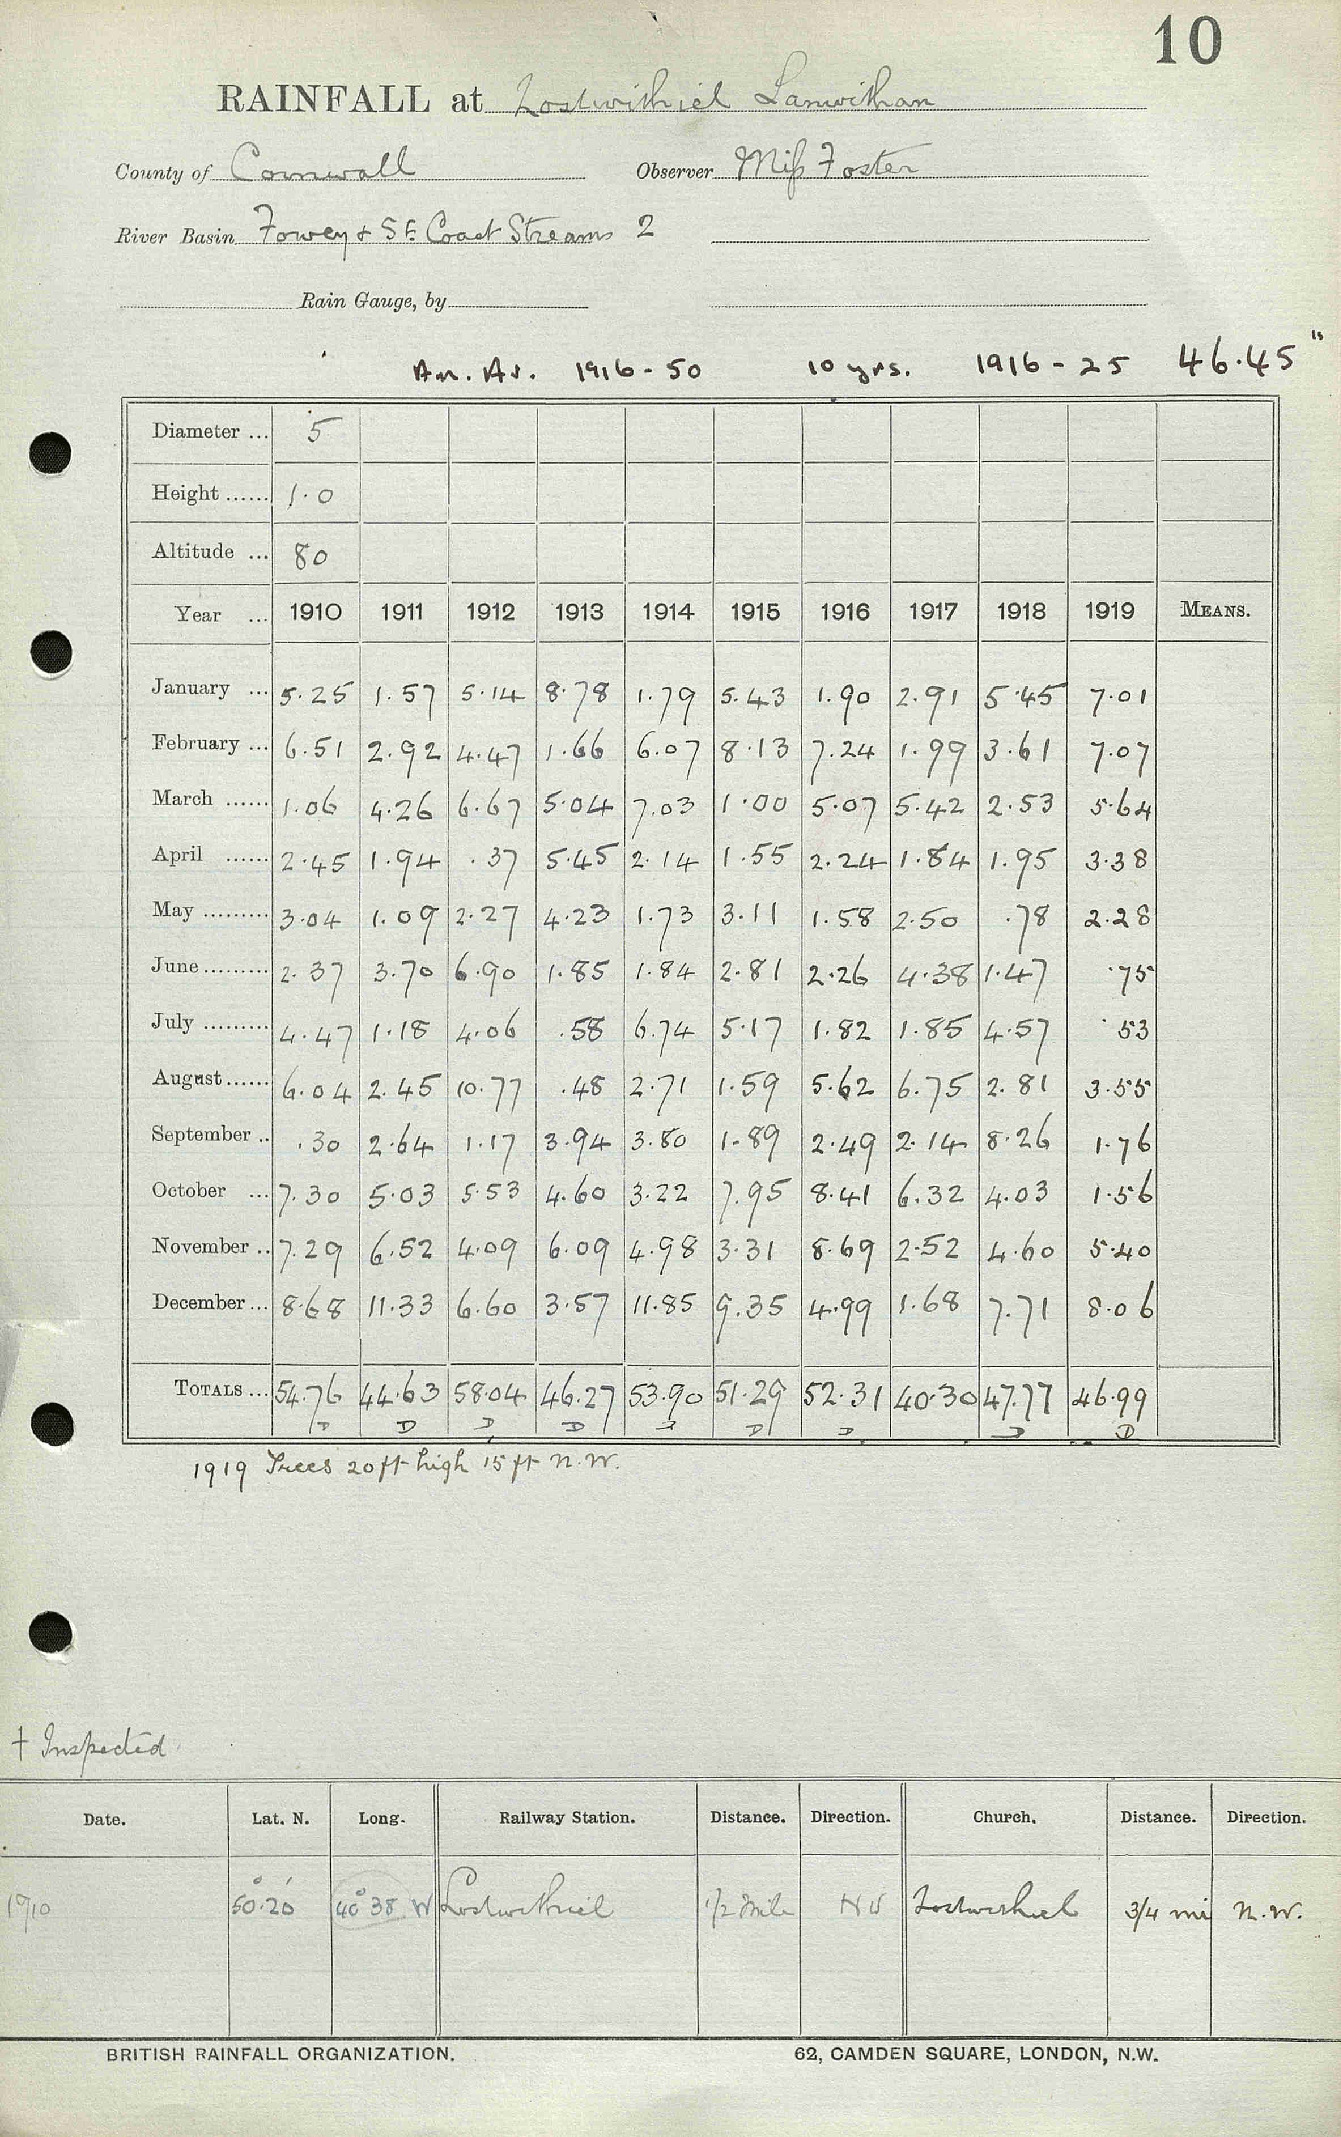 10
RAINFALL at Lostwithiel Lanwithan
County of Cornwall Observer Miss Foster
River Basin Fowey & S E Coast Streams 2
Rain Gauge, by
An. Av. 1916-50 10 yrs. 1916-25 46.45"
Diameter ... 5
Height ...... 1.0
Altitude ... 80
Year ... 1910 1911 1912 1913 1914 1915 1916 1917 1918 1919 MEANS.
January ... 5.25 1.57 5.14 8.78 1.79 5.43 1.90 2.91 5.45 7.01
February ... 6.51 2.92 4.47 1.66 6.07 8.13 7.24 1.99 3.61 7.07
March ...... 1.06 4.26 6.67 5.04 7.03 1.00 5.07 5.42 2.53 5.64
April ...... 2.45 1.94 .37 5.45 2.14 1.55 2.24 1.84 1.95 3.38
May ......... 3.04 1.09 2.27 4.23 1.73 3.11 1.58 2.50 .78 2.28
June ......... 2.37 3.70 6.90 1.85 1.84 2.81 2.26 4.38 1.47 .75
July ......... 4.47 1.18 4.06 .58 6.74 5.17 1.82 1.85 4.57 .53
August ...... 6.04 2.45 10.77 .48 2.71 1.59 5.62 6.75 2.81 3.55
September .. .30 2.64 1.17 3.94 3.80 1.89 2.49 2.14 8.26 1.76
October ... 7.30 5.03 5.53 4.60 3.22 7.95 8.41 6.32 4.03 1.56
November .. 7.29 6.52 4.09 6.09 4.98 3.31 8.69 2.52 4.60 5.40
December ... 8.68 11.33 6.60 3.57 11.85 9.35 4.99 1.68 7.71 8.06
TOTALS ... 54.76 44.63 58.04 46.27 53.90 51.29 52.31 40.30 47.77 46.99
D D D D D D D D D
1919 Trees 20ft high 15ft N.W.
† Inspected
Date. Lat. N. Long. Railway Station. Distance. Direction. Church. Distance. Direction.
1910 50°20' 40°38 W Lostwithiel 1/2 Mile NW Lostwithiel 3/4 mi N.W.
BRITISH RAINFALL ORGANIZATION. 62, CAMDEN SQUARE, LONDON, N.W.